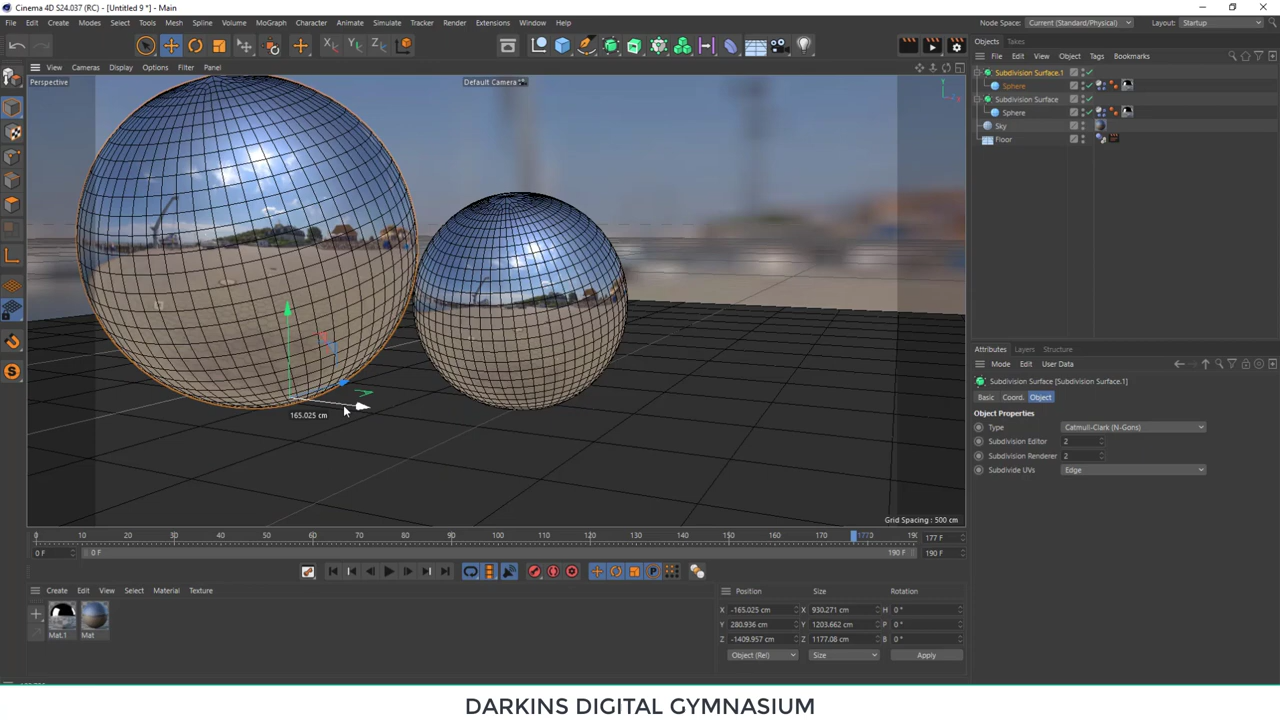 Cinema 4D S24.037 (RC) - [Untitled 9 *] - Main
File Edit Create Modes Select Tools Mesh Spline Volume MoGraph Character Animate Simulate Tracker Render Extensions Window Help
Node Space: Current (Standard/Physical) Layout: Startup
Objects Takes
File Edit View Object Tags Bookmarks
View Cameras Display Options Filter Panel
Perspective
Default Camera
Subdivision Surface.1
Sphere
Subdivision Surface
Sphere
Sky
Floor
165.025 cm
Grid Spacing : 500 cm
Attributes Layers Structure
Mode Edit User Data
Subdivision Surface [Subdivision Surface.1]
Basic Coord. Object
Object Properties
Type Catmull-Clark (N-Gons)
Subdivision Editor 2
Subdivision Renderer 2
Subdivide UVs Edge
0 10 20 30 40 50 60 70 80 90 100 110 120 130 140 150 160 170 177 190
177 F
0 F 0 F 190 F 190 F
Create Edit View Select Material Texture
Mat.1 Mat
Position Size Rotation
X -165.025 cm X 930.271 cm H 0 °
Y 280.936 cm Y 1203.662 cm P 0 °
Z -1409.957 cm Z 1177.08 cm B 0 °
Object (Rel) Size Apply
DARKINS DIGITAL GYMNASIUM